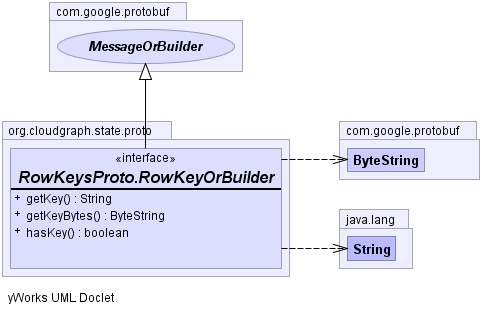 com.google.protobuf
MessageOrBuilder
org.cloudgraph.state.proto
«interface»
RowKeysProto.RowKeyOrBuilder
+ getKey() : String
+ getKeyBytes() : ByteString
+ hasKey() : boolean
com.google.protobuf
ByteString
java.lang
String
yWorks UML Doclet